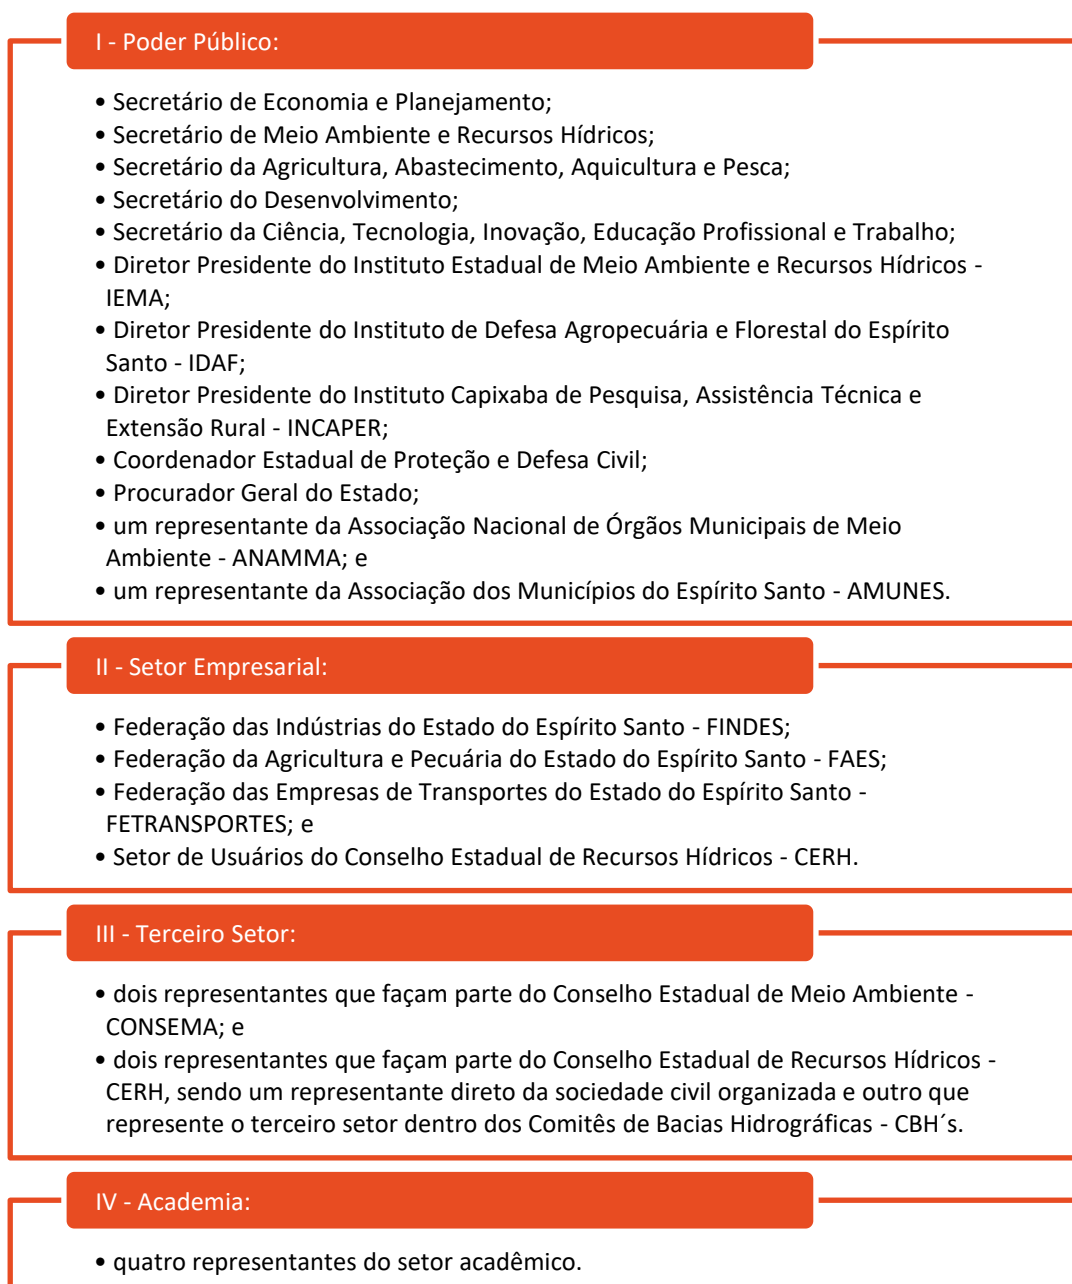 I - Poder Público:
• Secretário de Economia e Planejamento;
• Secretário de Meio Ambiente e Recursos Hídricos;
• Secretário da Agricultura, Abastecimento, Aquicultura e Pesca;
• Secretário do Desenvolvimento;
• Secretário da Ciência, Tecnologia, Inovação, Educação Profissional e Trabalho;
• Diretor Presidente do Instituto Estadual de Meio Ambiente e Recursos Hídricos -
IEMA;
• Diretor Presidente do Instituto de Defesa Agropecuária e Florestal do Espírito
Santo - IDAF;
• Diretor Presidente do Instituto Capixaba de Pesquisa, Assistência Técnica e
Extensão Rural - INCAPER;
• Coordenador Estadual de Proteção e Defesa Civil;
• Procurador Geral do Estado;
• um representante da Associação Nacional de Órgãos Municipais de Meio
Ambiente - ANAMMA; e
• um representante da Associação dos Municípios do Espírito Santo - AMUNES.
II - Setor Empresarial:
• Federação das Indústrias do Estado do Espírito Santo - FINDES;
• Federação da Agricultura e Pecuária do Estado do Espírito Santo - FAES;
• Federação das Empresas de Transportes do Estado do Espírito Santo -
FETRANSPORTES; e
• Setor de Usuários do Conselho Estadual de Recursos Hídricos - CERH.
III - Terceiro Setor:
• dois representantes que façam parte do Conselho Estadual de Meio Ambiente -
CONSEMA; e
• dois representantes que façam parte do Conselho Estadual de Recursos Hídricos -
CERH, sendo um representante direto da sociedade civil organizada e outro que
represente o terceiro setor dentro dos Comitês de Bacias Hidrográficas - CBH´s.
IV - Academia:
• quatro representantes do setor acadêmico.